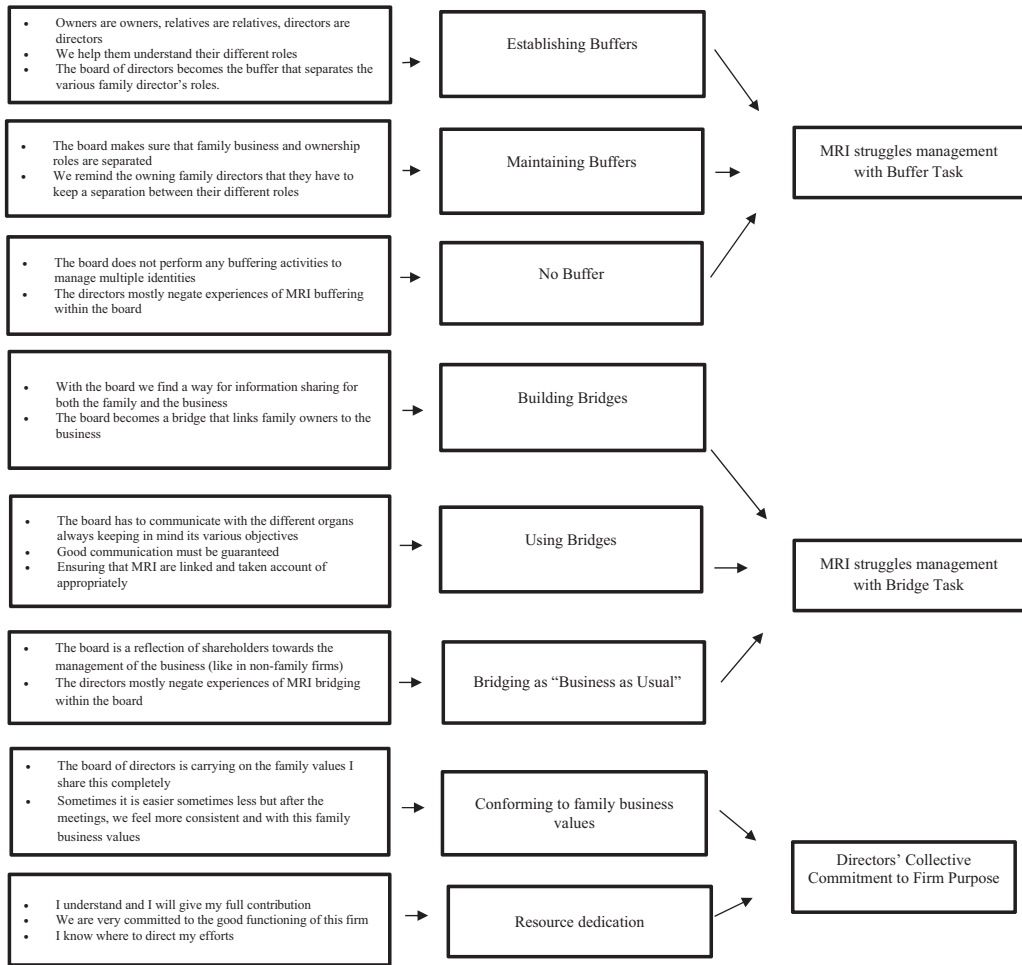 • Owners are owners, relatives are relatives, directors are
directors
• We help them understand their different roles
• The board of directors becomes the buffer that separates the
various family director's roles.
Establishing Buffers
• The board makes sure that family business and ownership
roles are separated
• We remind the owning family directors that they have to
keep a separation between their different roles
Maintaining Buffers
MRI struggles management
with Buffer Task
• The board does not perform any buffering activities to
manage multiple identities
• The directors mostly negate experiences of MRI buffering
within the board
No Buffer
• With the board we find a way for information sharing for
both the family and the business
• The board becomes a bridge that links family owners to the
business
Building Bridges
• The board has to communicate with the different organs
always keeping in mind its various objectives
• Good communication must be guaranteed
• Ensuring that MRI are linked and taken account of
appropriately
Using Bridges
MRI struggles management
with Bridge Task
• The board is a reflection of shareholders towards the
management of the business (like in non-family firms)
• The directors mostly negate experiences of MRI bridging
within the board
Bridging as “Business as Usual”
• The board of directors is carrying on the family values I
share this completely
• Sometimes it is easier sometimes less but after the
meetings, we feel more consistent and with this family
business values
Conforming to family business
values
Directors’ Collective
Commitment to Firm Purpose
• I understand and I will give my full contribution
• We are very committed to the good functioning of this firm
• I know where to direct my efforts
Resource dedication